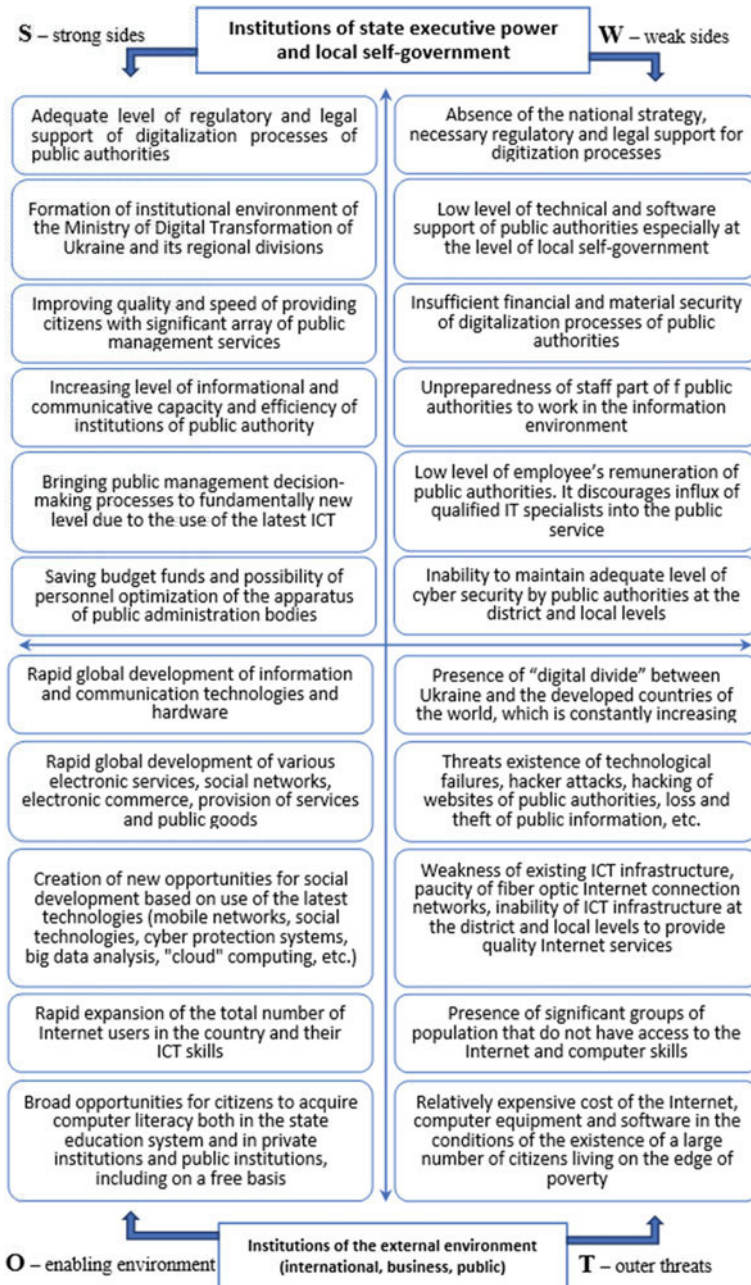 S – strong sides
Institutions of state executive power
and local self-government
W – weak sides
Adequate level of regulatory and legal
support of digitalization processes of
public authorities
Absence of the national strategy,
necessary regulatory and legal support for
digitization processes
Formation of institutional environment of
the Ministry of Digital Transformation of
Ukraine and its regional divisions
Low level of technical and software
support of public authorities especially at
the level of local self-government
Improving quality and speed of providing
citizens with significant array of public
management services
Insufficient financial and material security
of digitalization processes of public
authorities
Increasing level of informational and
communicative capacity and efficiency of
institutions of public authority
Unpreparedness of staff part of f public
authorities to work in the information
environment
Bringing public management decision-
making processes to fundamentally new
level due to the use of the latest ICT
Low level of employee’s remuneration of
public authorities. It discourages influx of
qualified IT specialists into the public
service
Saving budget funds and possibility of
personnel optimization of the apparatus
of public administration bodies
Inability to maintain adequate level of
cyber security by public authorities at the
district and local levels
Rapid global development of information
and communication technologies and
hardware
Presence of “digital divide” between
Ukraine and the developed countries of
the world, which is constantly increasing
Rapid global development of various
electronic services, social networks,
electronic commerce, provision of services
and public goods
Threats existence of technological
failures, hacker attacks, hacking of
websites of public authorities, loss and
theft of public information, etc.
Creation of new opportunities for social
development based on use of the latest
technologies (mobile networks, social
technologies, cyber protection systems,
big data analysis, "cloud" computing, etc.)
Weakness of existing ICT infrastructure,
paucity of fiber optic Internet connection
networks, inability of ICT infrastructure at
the district and local levels to provide
quality Internet services
Rapid expansion of the total number of
Internet users in the country and their
ICT skills
Presence of significant groups of
population that do not have access to the
Internet and computer skills
Broad opportunities for citizens to acquire
computer literacy both in the state
education system and in private
institutions and public institutions,
including on a free basis
Relatively expensive cost of the Internet,
computer equipment and software in the
conditions of the existence of a large
number of citizens living on the edge of
poverty
O – enabling environment
Institutions of the external environment
(international, business, public)
T – outer threats